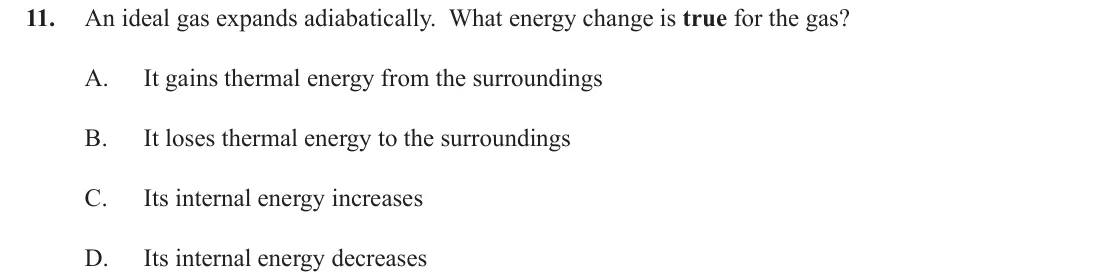 11. An ideal gas expands adiabatically. What energy change is true for the gas?
A. It gains thermal energy from the surroundings
B. It loses thermal energy to the surroundings
C. Its internal energy increases
D. Its internal energy decreases